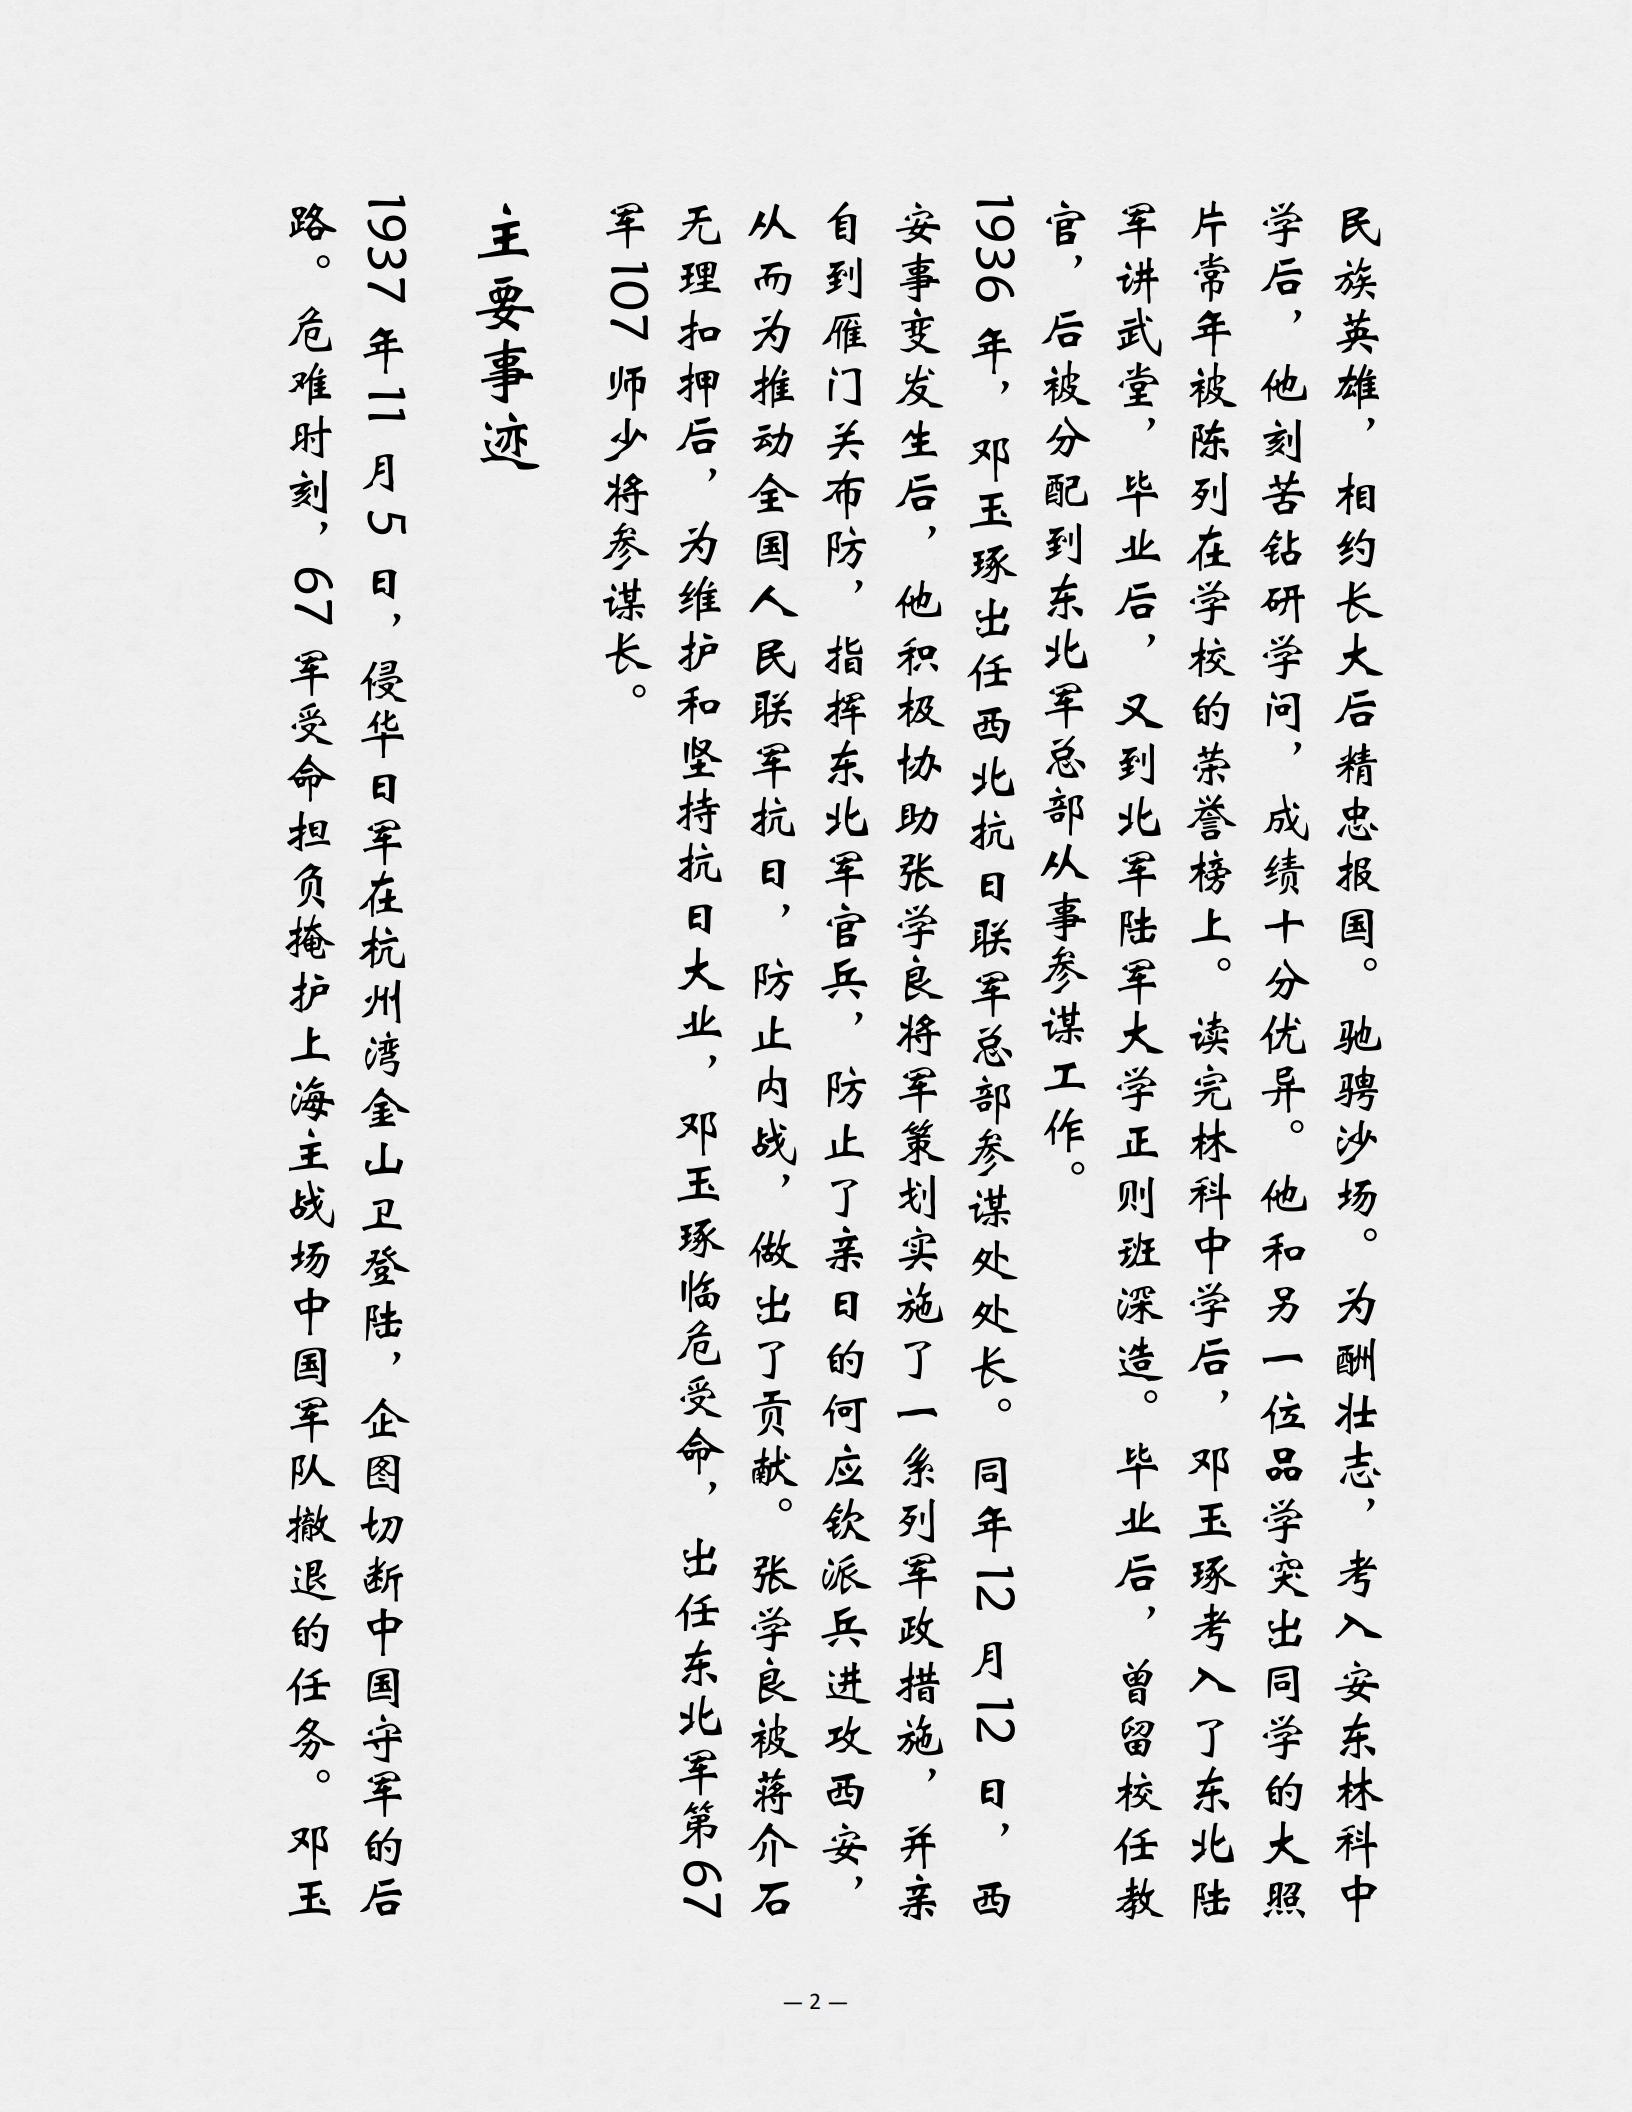 民族英雄，相约长大后精忠报国。驰骋沙场。为酬壮志，考入安东林科中
学后，他刻苦钻研学问，成绩十分优异。他和另一位品学突出同学的大照
片常年被陈列在学校的荣誉榜上。读完林科中学后，邓玉琢考入了东北陆
军讲武堂，毕业后，又到北军陆军大学正则班深造。毕业后，曾留校任教
官，后被分配到东北军总部从事参谋工作。
1936 年，邓玉琢出任西北抗日联军总部参谋处处长。同年12 月12 日，西
安事变发生后，他积极协助张学良将军策划实施了一系列军政措施，并亲
自到雁门关布防，指挥东北军官兵，防止了亲日的何应钦派兵进攻西安，
从而为推动全国人民联军抗日，防止内战，做出了贡献。张学良被蒋介石
无理扣押后，为维护和坚持抗日大业，邓玉琢临危受命，出任东北军第67
军107 师少将参谋长。
主要事迹
1937 年11 月5 日，侵华日军在杭州湾金山卫登陆，企图切断中国守军的后
路。危难时刻，67 军受命担负掩护上海主战场中国军队撤退的任务。邓玉
— 2 —